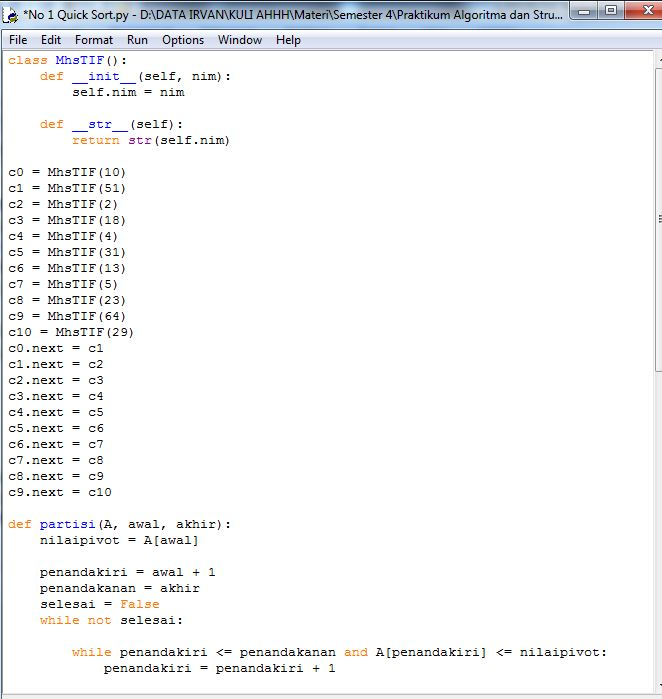 *No 1 Quick Sort.py - D:\DATA IRVAN\KULI AHHH\Materi\Semester 4\Praktikum Algoritma dan Stru...
File Edit Format Run Options Window Help
class MhsTIF():
    def __init__(self, nim):
        self.nim = nim

    def __str__(self):
        return str(self.nim)

c0 = MhsTIF(10)
c1 = MhsTIF(51)
c2 = MhsTIF(2)
c3 = MhsTIF(18)
c4 = MhsTIF(4)
c5 = MhsTIF(31)
c6 = MhsTIF(13)
c7 = MhsTIF(5)
c8 = MhsTIF(23)
c9 = MhsTIF(64)
c10 = MhsTIF(29)
c0.next = c1
c1.next = c2
c2.next = c3
c3.next = c4
c4.next = c5
c5.next = c6
c6.next = c7
c7.next = c8
c8.next = c9
c9.next = c10

def partisi(A, awal, akhir):
    nilaipivot = A[awal]

    penandakiri = awal + 1
    penandakanan = akhir
    selesai = False
    while not selesai:

        while penandakiri <= penandakanan and A[penandakiri] <= nilaipivot:
            penandakiri = penandakiri + 1